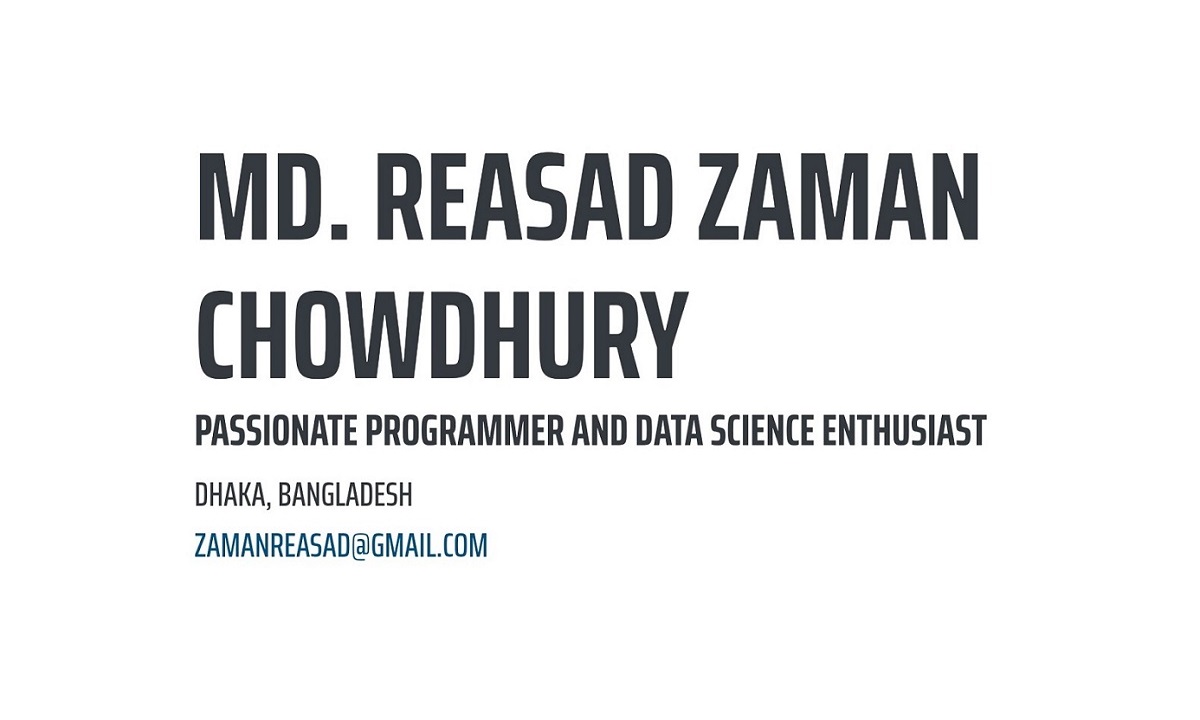 MD. REASAD ZAMAN
CHOWDHURY
PASSIONATE PROGRAMMER AND DATA SCIENCE ENTHUSIAST
DHAKA, BANGLADESH
ZAMANREASAD@GMAIL.COM